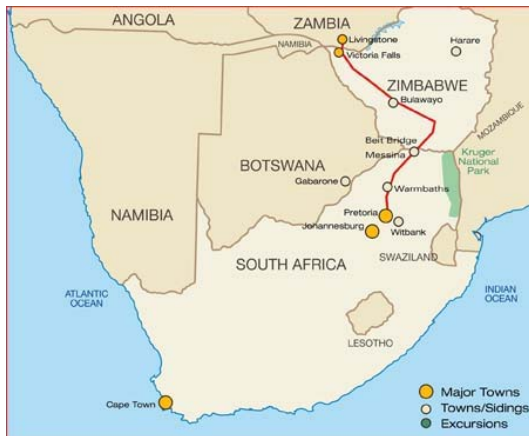 ANGOLA
ZAMBIA
Livingstone
Victoria Falls
NAMIBIA
Harare
ZIMBABWE
Bulawayo
MOZAMBIQUE
Beit Bridge
Messina
Kruger
National
Park
BOTSWANA
Gabarone
Warmbaths
NAMIBIA
Pretoria
Johannesburg
Witbank
SWAZILAND
SOUTH AFRICA
ATLANTIC
OCEAN
INDIAN
OCEAN
LESOTHO
Cape Town
Major Towns
Towns/Sidings
Excursions